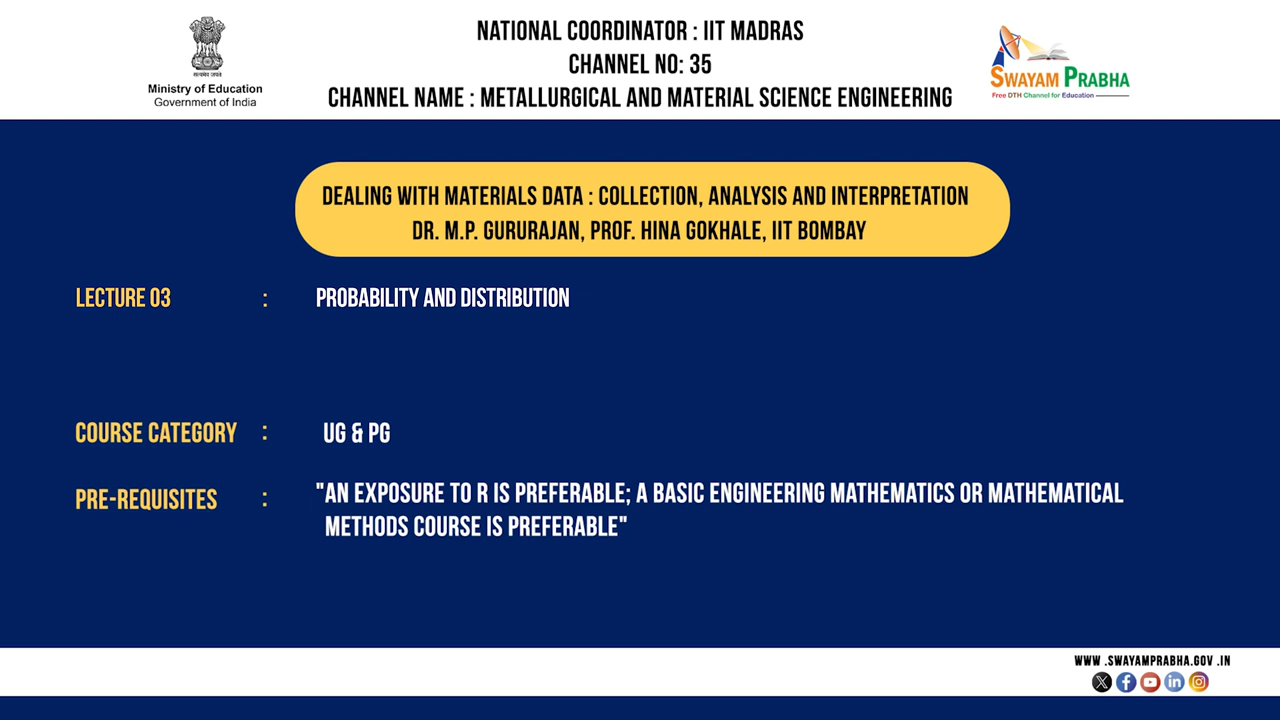 NATIONAL COORDINATOR : IIT MADRAS
CHANNEL NO: 35
CHANNEL NAME : METALLURGICAL AND MATERIAL SCIENCE ENGINEERING
सत्यमेव जयते
Ministry of Education
Government of India
SWAYAM PRABHA
Free DTH Channel for Education
DEALING WITH MATERIALS DATA : COLLECTION, ANALYSIS AND INTERPRETATION
DR. M.P. GURURAJAN, PROF. HINA GOKHALE, IIT BOMBAY
LECTURE 03 : PROBABILITY AND DISTRIBUTION
COURSE CATEGORY : UG & PG
PRE-REQUISITES : "AN EXPOSURE TO R IS PREFERABLE; A BASIC ENGINEERING MATHEMATICS OR MATHEMATICAL
METHODS COURSE IS PREFERABLE"
WWW .SWAYAMPRABHA.GOV .IN